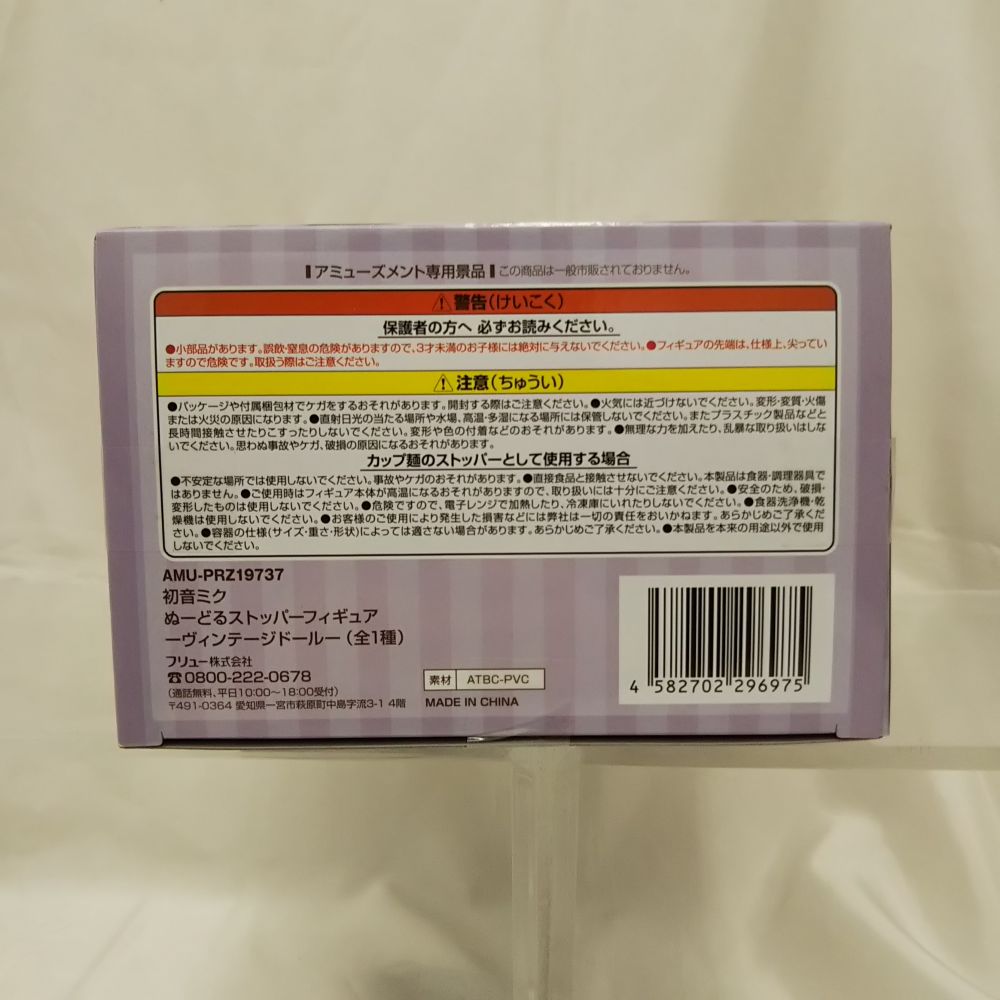 アミューズメント専用景品 この商品は一般市販されておりません。
⚠警告(けいこく)
保護者の方へ 必ずお読みください。
●小部品があります。誤飲・窒息の危険がありますので、3才未満のお子様には絶対に与えないでください。●フィギュアの先端は、仕様上、尖ってい
ますので危険です。取扱う際はご注意ください。
⚠注意(ちゅうい)
●パッケージや付属梱包材でケガをするおそれがあります。開封する際はご注意ください。●火気には近づけないでください。変形・変質・火傷
または火災の原因になります。●直射日光の当たる場所や水場、高温・多湿になる場所には保管しないでください。またプラスチック製品などと
長時間接触させたりこすったりしないでください。変形や色の付着などのおそれがあります。●無理な力を加えたり、乱暴な取り扱いはしな
いでください。思わぬ事故やケガ、破損の原因になるおそれがあります。
カップ麺のストッパーとして使用する場合
●不安定な場所では使用しないでください。事故やケガのおそれがあります。●直接食品と接触させないでください。本製品は食器・調理器具で
はありません。●ご使用時はフィギュア本体が高温になるおそれがありますので、取り扱いには十分にご注意ください。●安全のため、破損・
変形したものは使用しないでください。●危険ですので、電子レンジで加熱したり、冷凍庫にいれたりしないでください。●食器洗浄機・乾
燥機は使用しないでください。●お客様のご使用により発生した損害などには弊社は一切の責任をおいかねます。あらかじめご了承くださ
い。●容器の仕様(サイズ・重さ・形状)によっては適さない場合があります。あらかじめご了承ください。●本製品を本来の用途以外で使用
しないでください。
AMU-PRZ19737
初音ミク
ぬーどるストッパーフィギュア
ーヴィンテージドールー(全1種)
フリュー株式会社
☎0800-222-0678
(通話無料、平日10:00〜18:00受付)
〒491-0364 愛知県一宮市萩原町中島字流3-1 4階
素材 ATBC-PVC
MADE IN CHINA
4 582702 296975